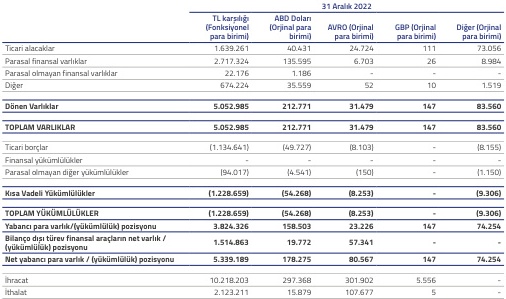 31 Aralık 2022
TL karşılığı (Fonksiyonel para birimi) ABD Doları (Orjinal para birimi) AVRO (Orjinal para birimi) GBP (Orjinal para birimi) Diğer (Orjinal para birimi)
Ticari alacaklar 1.639.261 40.431 24.724 111 73.056
Parasal finansal varlıklar 2.717.324 135.595 6.703 26 8.984
Parasal olmayan finansal varlıklar 22.176 1.186 - - -
Diğer 674.224 35.559 52 10 1.519
Dönen Varlıklar 5.052.985 212.771 31.479 147 83.560
TOPLAM VARLIKLAR 5.052.985 212.771 31.479 147 83.560
Ticari borçlar (1.134.641) (49.727) (8.103) - (8.155)
Finansal yükümlülükler - - - - -
Parasal olmayan diğer yükümlülükler (94.017) (4.541) (150) - (1.150)
Kısa Vadeli Yükümlülükler (1.228.659) (54.268) (8.253) - (9.306)
TOPLAM YÜKÜMLÜLÜKLER (1.228.659) (54.268) (8.253) - (9.306)
Yabancı para varlık/(yükümlülük) pozisyonu 3.824.326 158.503 23.226 147 74.254
Bilanço dışı türev finansal araçların net varlık /
(yükümlülük) pozisyonu 1.514.863 19.772 57.341 - -
Net yabancı para varlık / (yükümlülük) pozisyonu 5.339.189 178.275 80.567 147 74.254
İhracat 10.218.203 297.368 301.902 5.556 -
İthalat 2.123.211 15.879 107.677 5 -